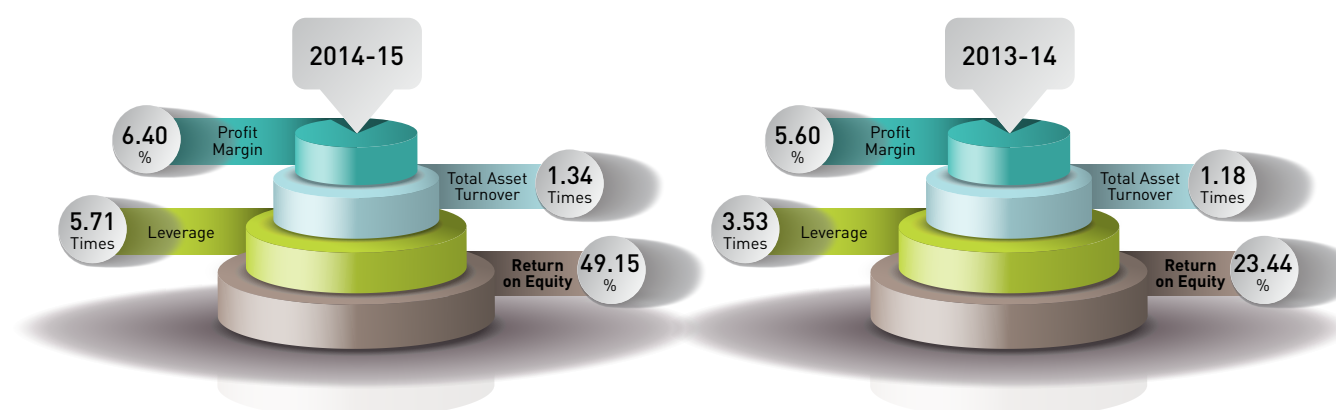 2014-15
6.40
%
Profit
Margin
Total Asset
Turnover
1.34
Times
5.71
Times
Leverage
Return
on Equity
49.15
%
2013-14
5.60
%
Profit
Margin
Total Asset
Turnover
1.18
Times
3.53
Times
Leverage
Return
on Equity
23.44
%